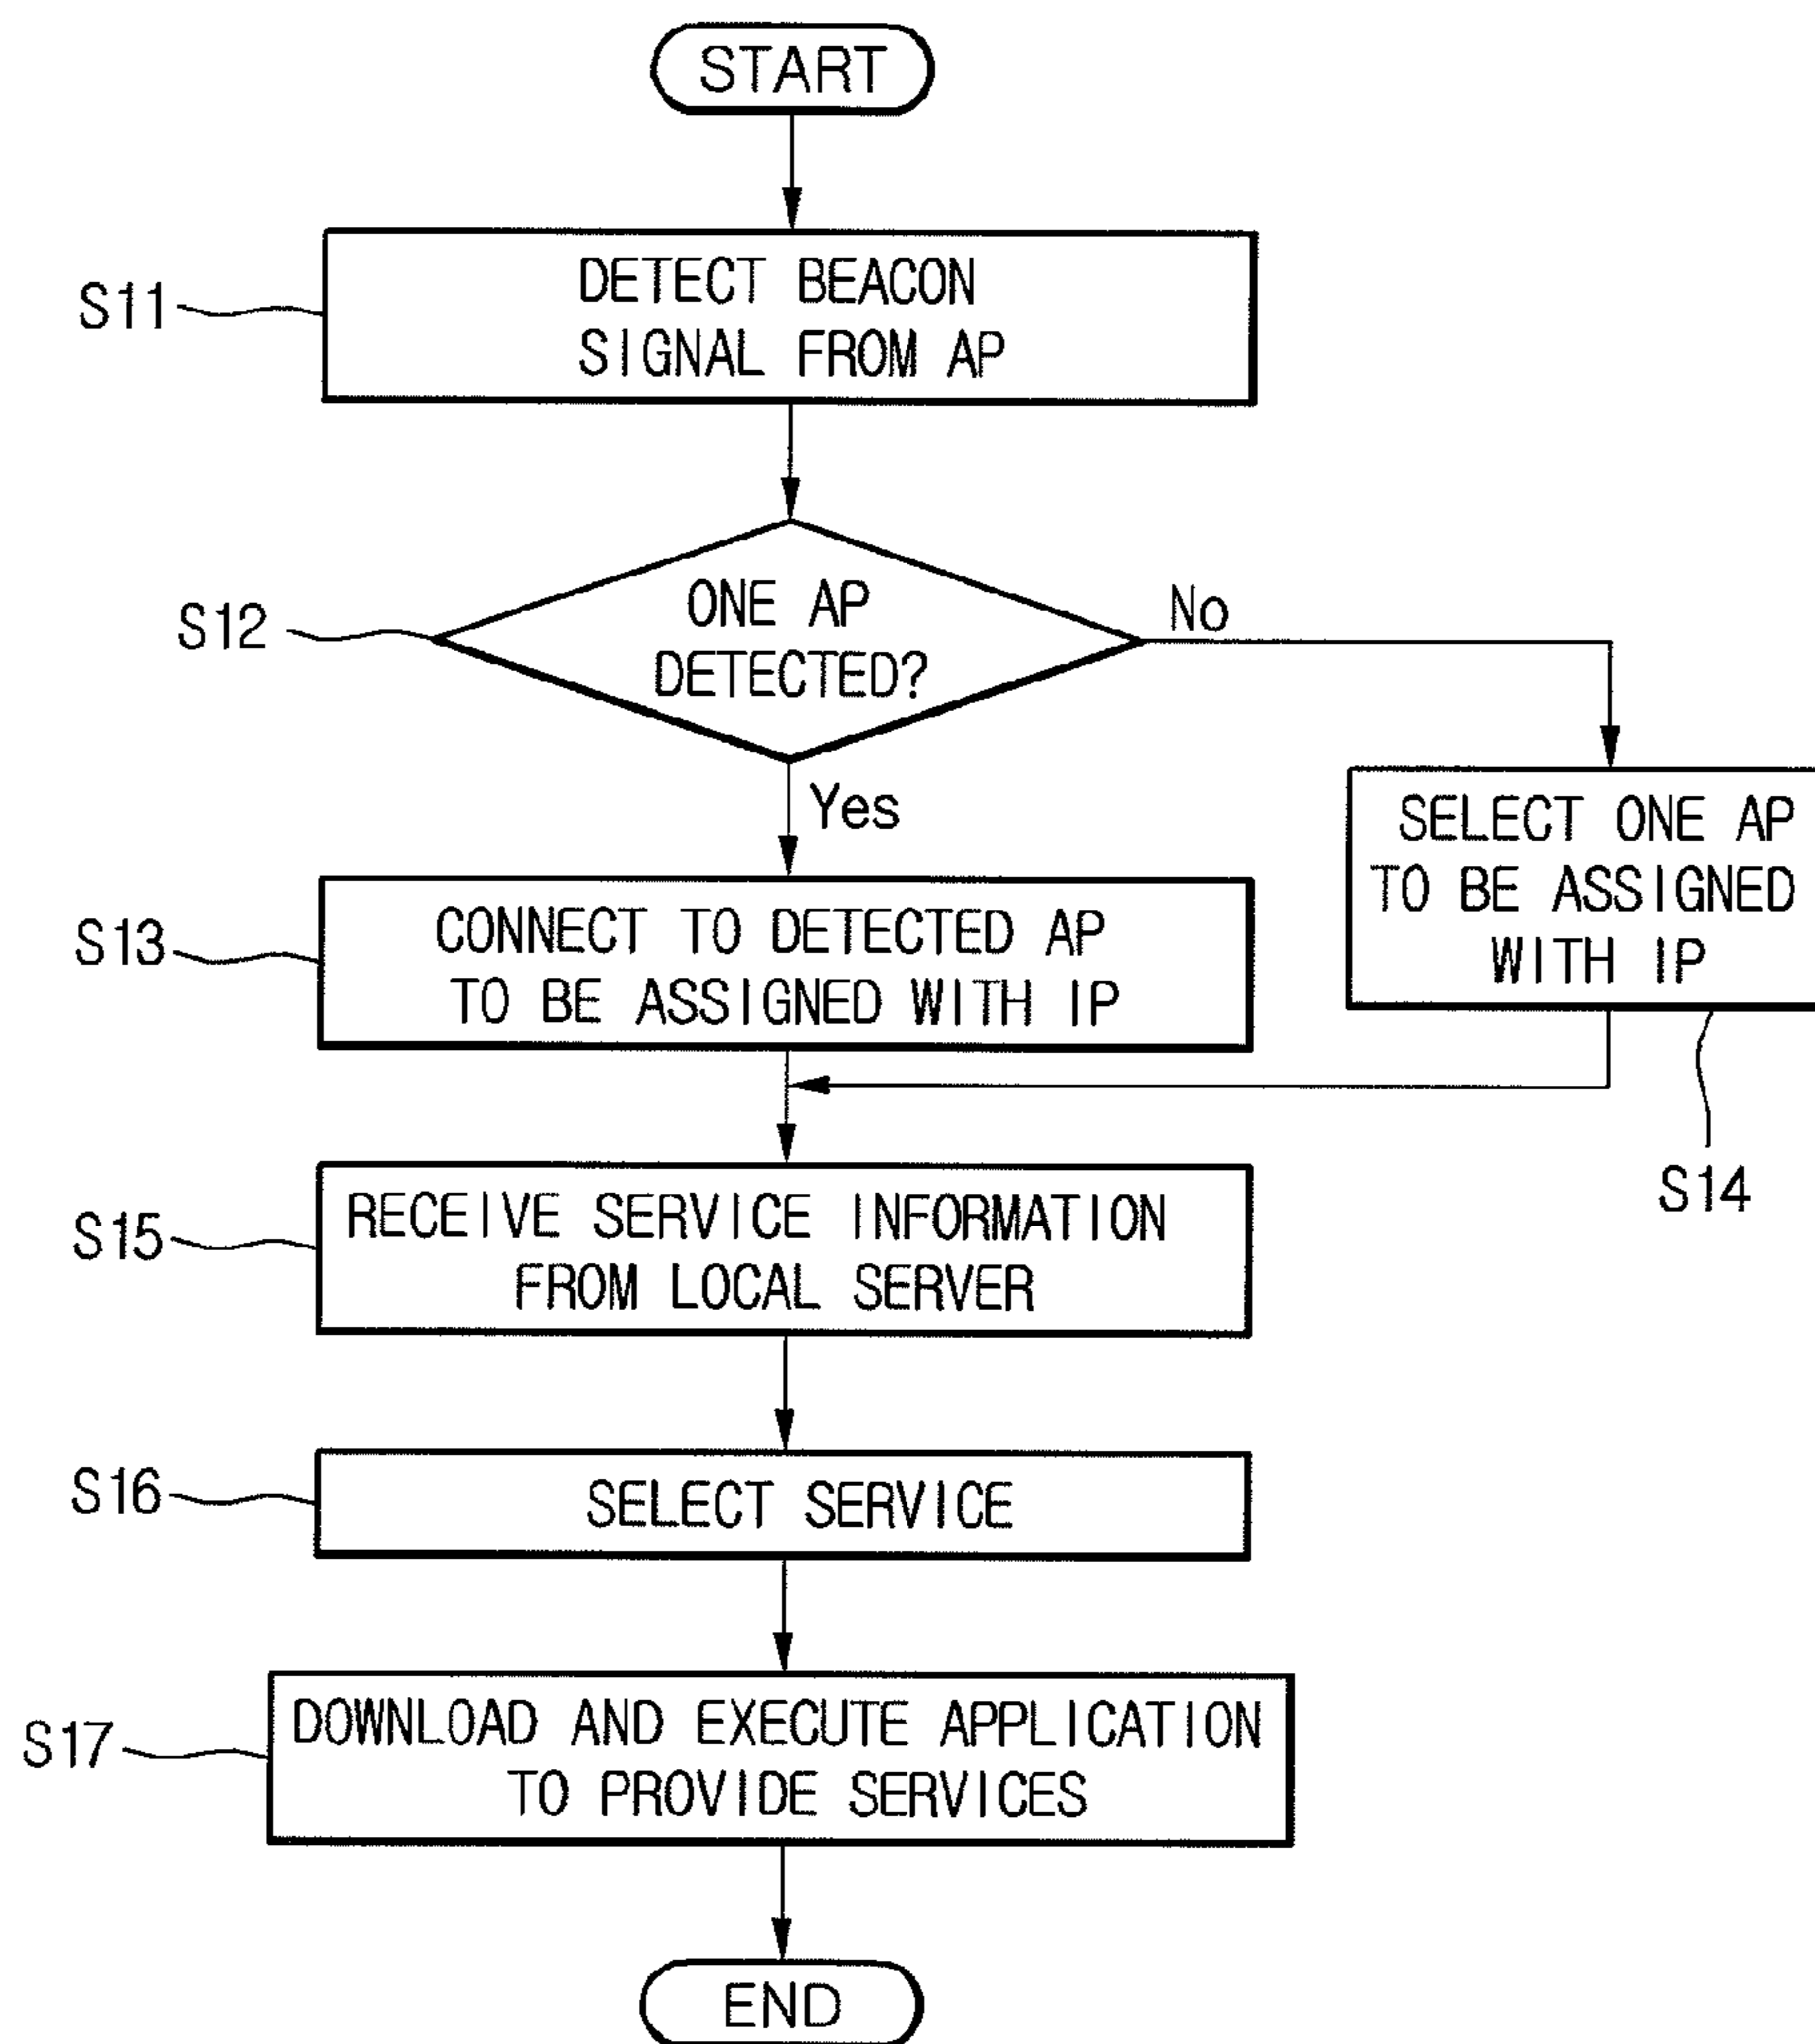 START
S11
DETECT BEACON
SIGNAL FROM AP
S12
ONE AP
DETECTED?
No
Yes
SELECT ONE AP
TO BE ASSIGNED
WITH IP
S14
S13
CONNECT TO DETECTED AP
TO BE ASSIGNED WITH IP
S15
RECEIVE SERVICE INFORMATION
FROM LOCAL SERVER
S16
SELECT SERVICE
S17
DOWNLOAD AND EXECUTE APPLICATION
TO PROVIDE SERVICES
END